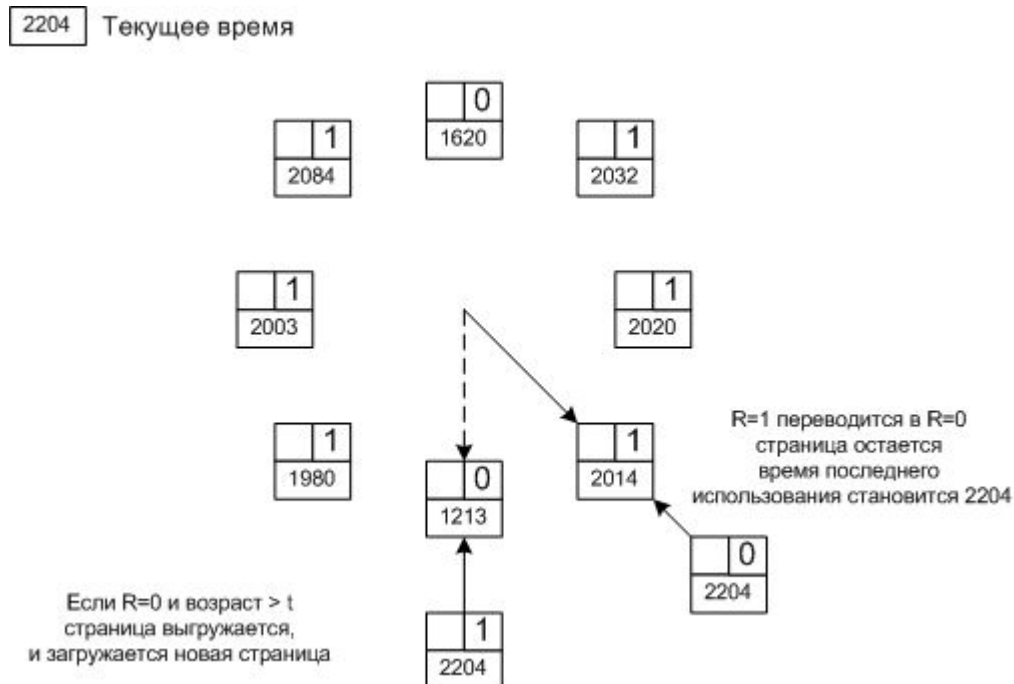 2204 Текущее время
0
1620
1
2084
1
2032
1
2003
1
2020
1
1980
0
1213
1
2014
R=1 переводится в R=0
страница остается
время последнего
использования становится 2204
0
2204
Если R=0 и возраст > t
страница выгружается,
и загружается новая страница
1
2204